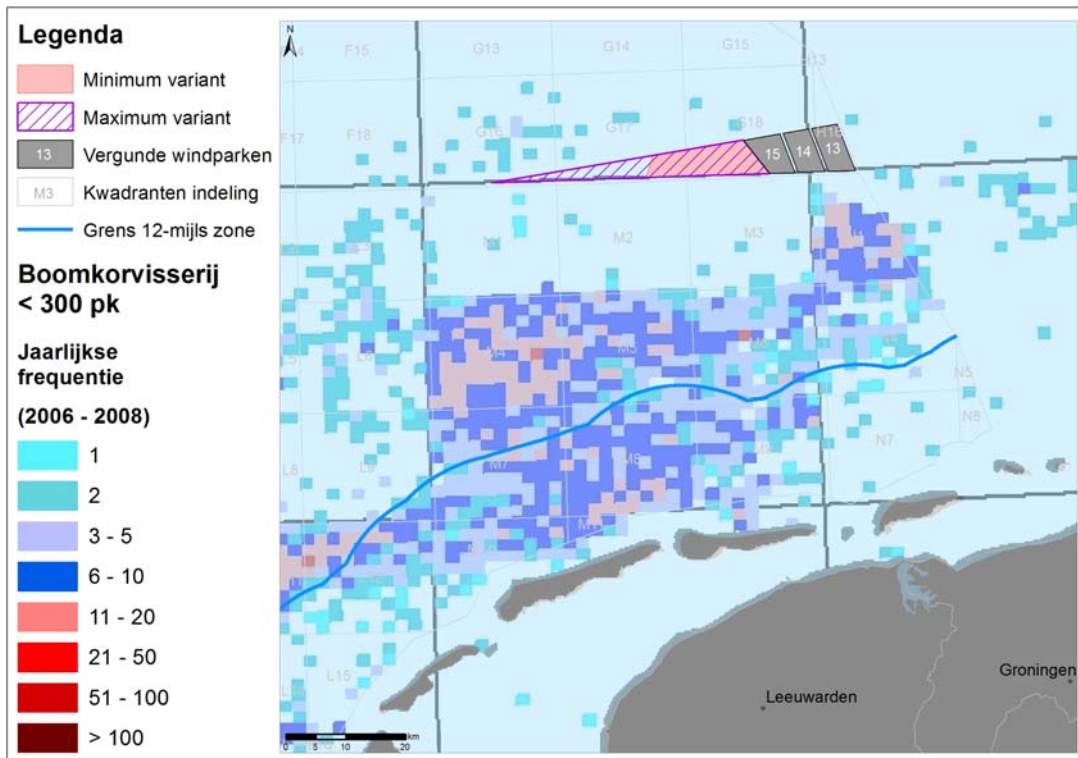 Legenda
Minimum variant
Maximum variant
13 Vergunde windparken
M3 Kwadranten indeling
Grens 12-mijls zone
Boomkorvisserij
< 300 pk
Jaarlijkse
frequentie
(2006 - 2008)
1
2
3 - 5
6 - 10
11 - 20
21 - 50
51 - 100
> 100
N
F15 G13 G14 G15
H13
F17 F18 G16 G17 G18 H16
15 14 13
M2 M3
M4 M5
L8 M7 M8 M9 N7 N8
N5
L15
Groningen
Leeuwarden
0 5 10 20 km